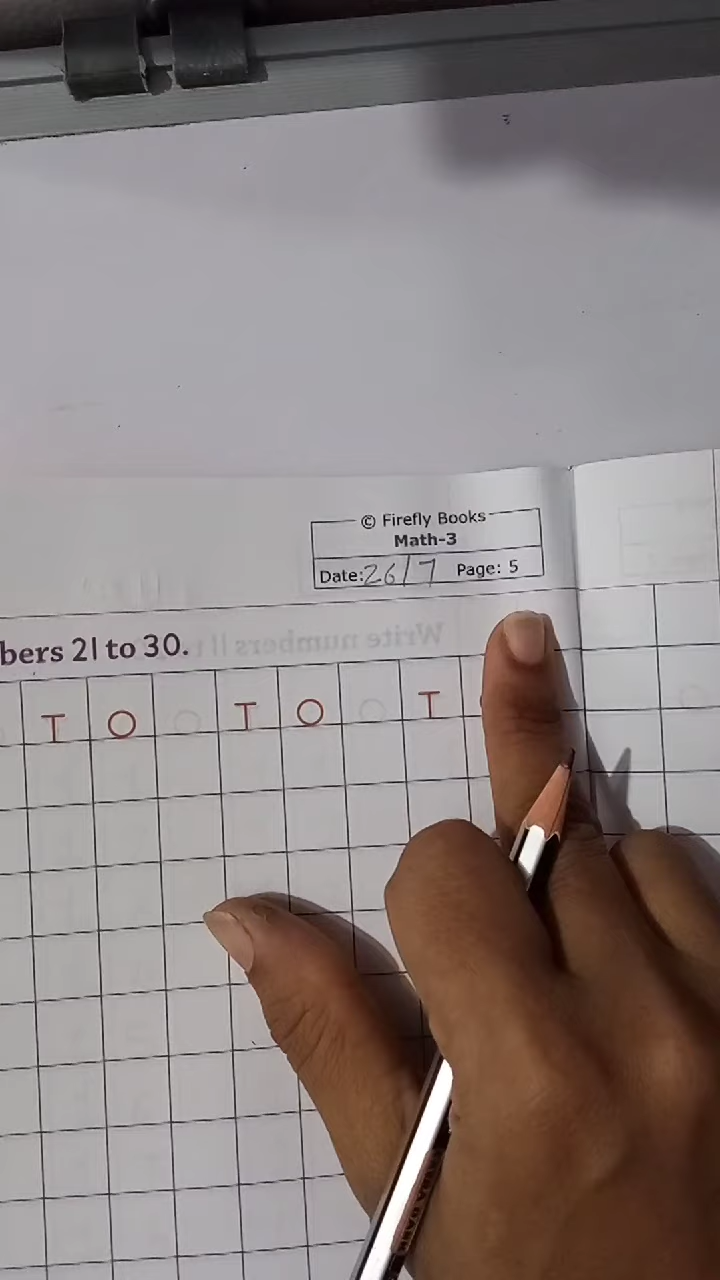 © Firefly Books
Math-3
Date: 26/7 Page: 5
bers 21 to 30.
T O T O T